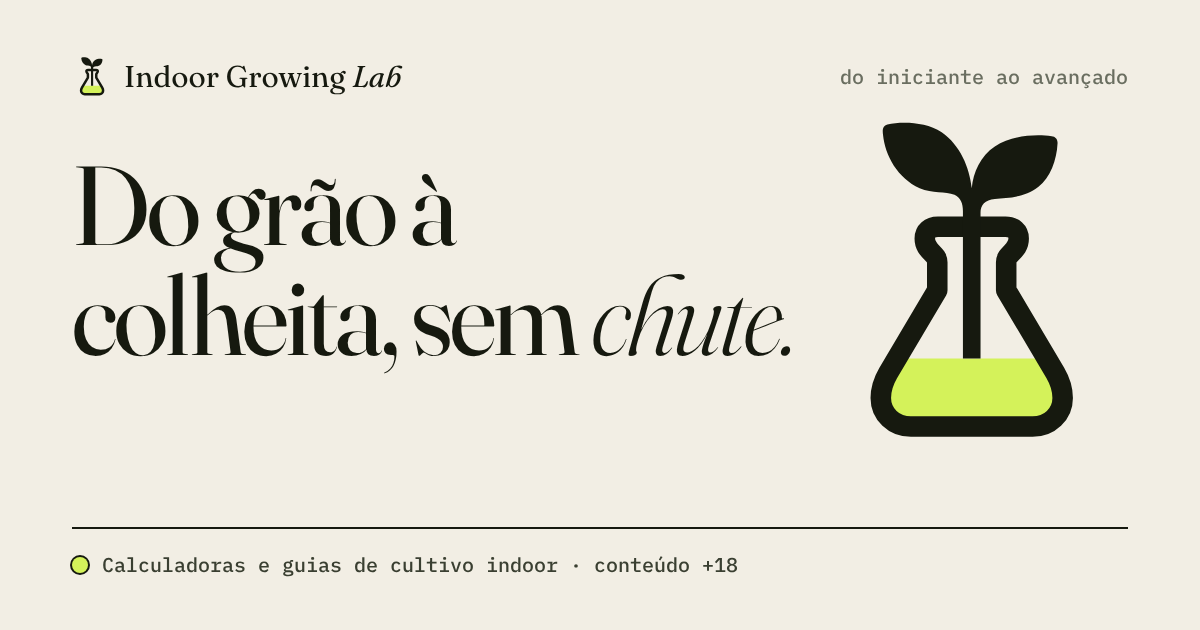 Indoor Growing Lab
do iniciante ao avançado
Do grão à
colheita, sem chute.
Calculadoras e guias de cultivo indoor · conteúdo +18